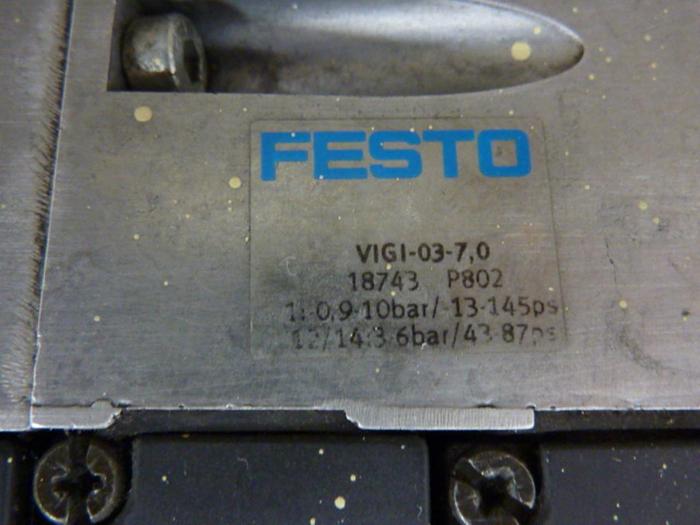 FESTO
VIGI-03-7,0
18743 P802
1:-0,9-10bar/-13-145ps
12/14:3-6bar/43-87ps